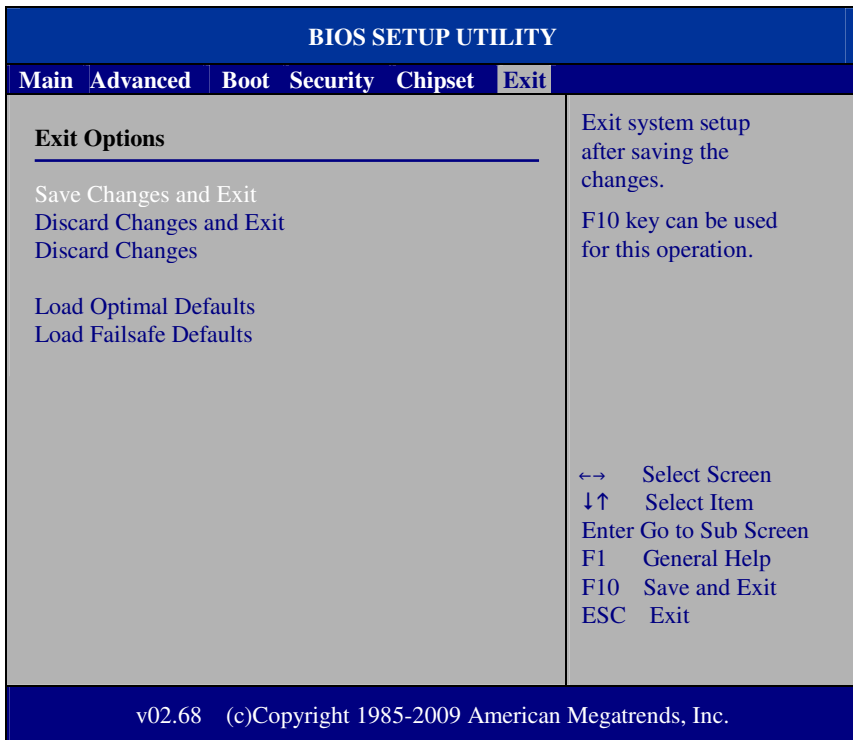 BIOS SETUP UTILITY
Main Advanced Boot Security Chipset Exit
Exit Options
Save Changes and Exit
Discard Changes and Exit
Discard Changes
Load Optimal Defaults
Load Failsafe Defaults
Exit system setup
after saving the
changes.
F10 key can be used
for this operation.
←→ Select Screen
↓↑ Select Item
Enter Go to Sub Screen
F1 General Help
F10 Save and Exit
ESC Exit
v02.68 (c)Copyright 1985-2009 American Megatrends, Inc.